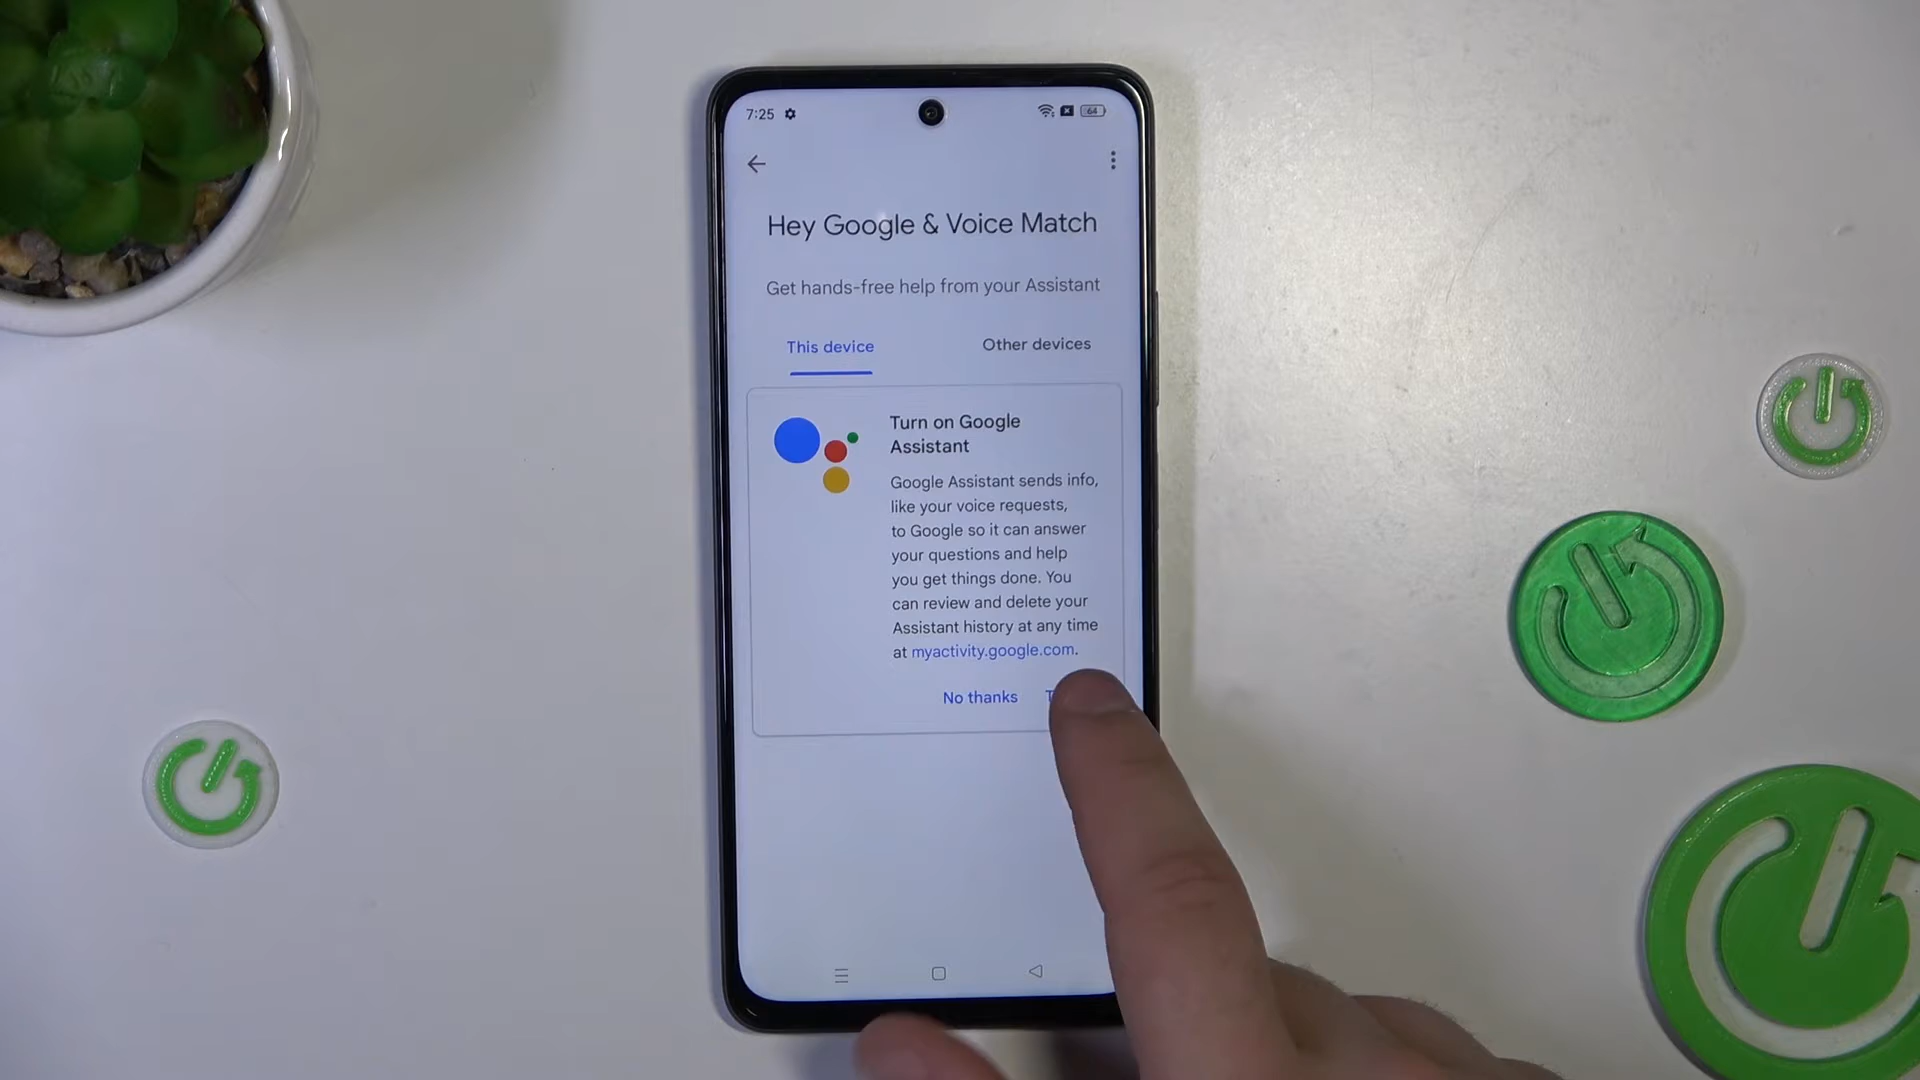 7:25
64
Hey Google & Voice Match
Get hands-free help from your Assistant
This device
Other devices
Turn on Google
Assistant
Google Assistant sends info,
like your voice requests,
to Google so it can answer
your questions and help
you get things done. You
can review and delete your
Assistant history at any time
at myactivity.google.com.
No thanks